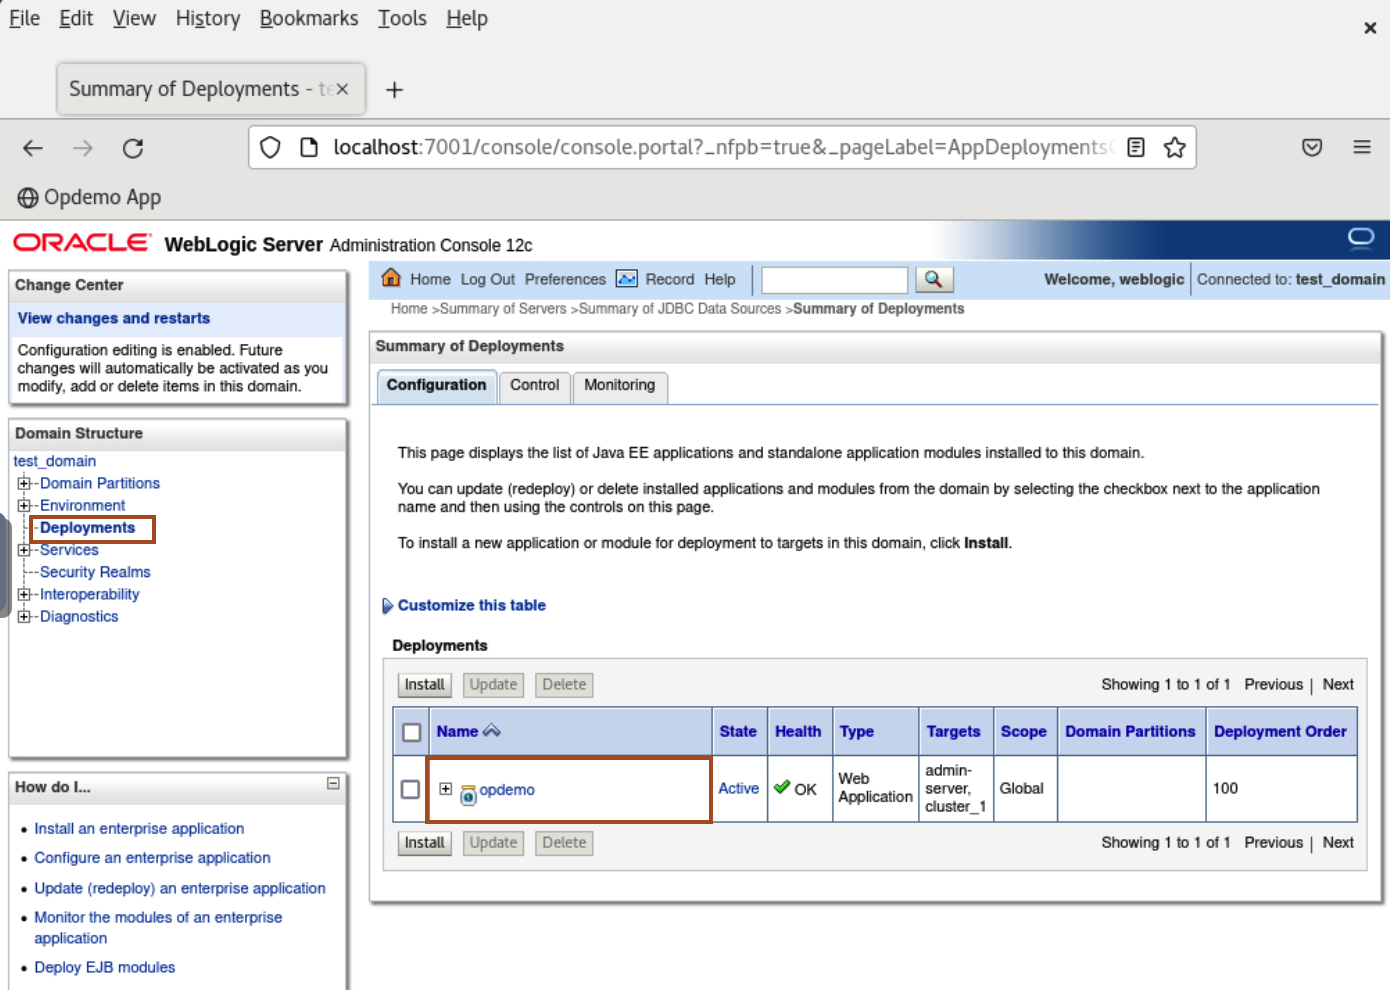 File Edit View History Bookmarks Tools Help
Summary of Deployments - te
localhost:7001/console/console.portal?_nfpb=true&_pageLabel=AppDeployments
Opdemo App
ORACLE WebLogic Server Administration Console 12c
Change Center
View changes and restarts
Configuration editing is enabled. Future
changes will automatically be activated as you
modify, add or delete items in this domain.
Domain Structure
test_domain
Domain Partitions
Environment
Deployments
Services
Security Realms
Interoperability
Diagnostics
How do I...
Install an enterprise application
Configure an enterprise application
Update (redeploy) an enterprise application
Monitor the modules of an enterprise
application
Deploy EJB modules
Home Log Out Preferences Record Help
Welcome, weblogic Connected to: test_domain
Home >Summary of Servers >Summary of JDBC Data Sources >Summary of Deployments
Summary of Deployments
Configuration Control Monitoring
This page displays the list of Java EE applications and standalone application modules installed to this domain.
You can update (redeploy) or delete installed applications and modules from the domain by selecting the checkbox next to the application
name and then using the controls on this page.
To install a new application or module for deployment to targets in this domain, click Install.
Customize this table
Deployments
Install Update Delete Showing 1 to 1 of 1 Previous | Next
Name State Health Type Targets Scope Domain Partitions Deployment Order
opdemo Active OK Web Application admin-server, cluster_1 Global 100
Install Update Delete Showing 1 to 1 of 1 Previous | Next